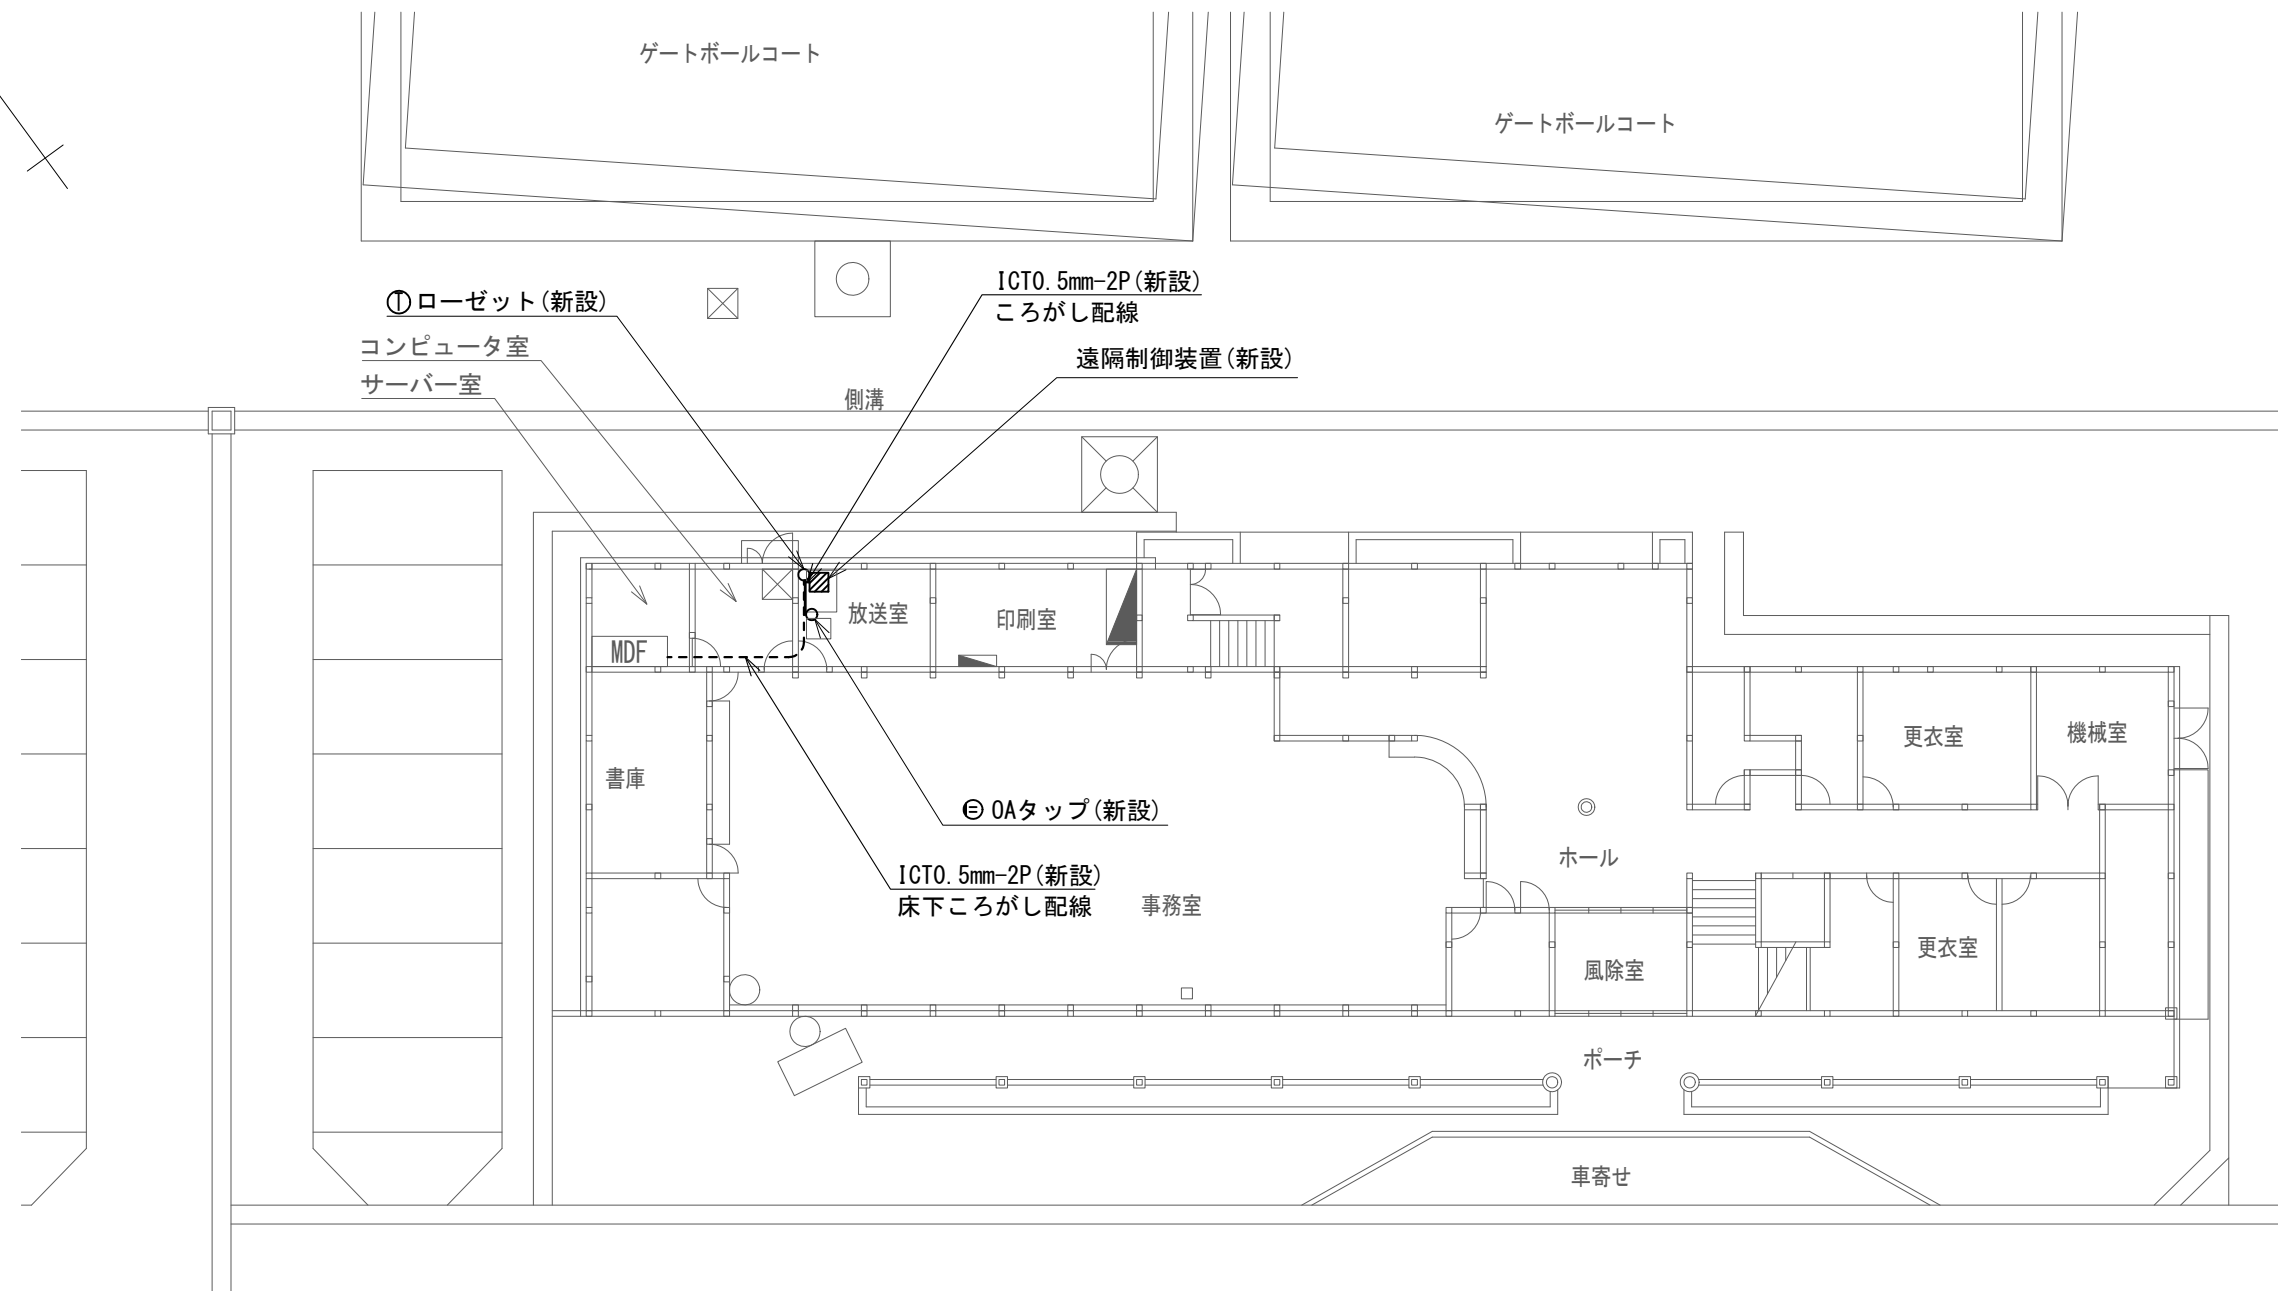 ゲートボールコート
ゲートボールコート
ICT0.5mm-2P(新設)
ころがし配線
Ⓣローゼット(新設)
コンピュータ室
サーバー室
遠隔制御装置(新設)
側溝
放送室
印刷室
MDF
更衣室
機械室
書庫
OAタップ(新設)
ホール
ICT0.5mm-2P(新設)
床下ころがし配線
事務室
更衣室
風除室
ポーチ
車寄せ